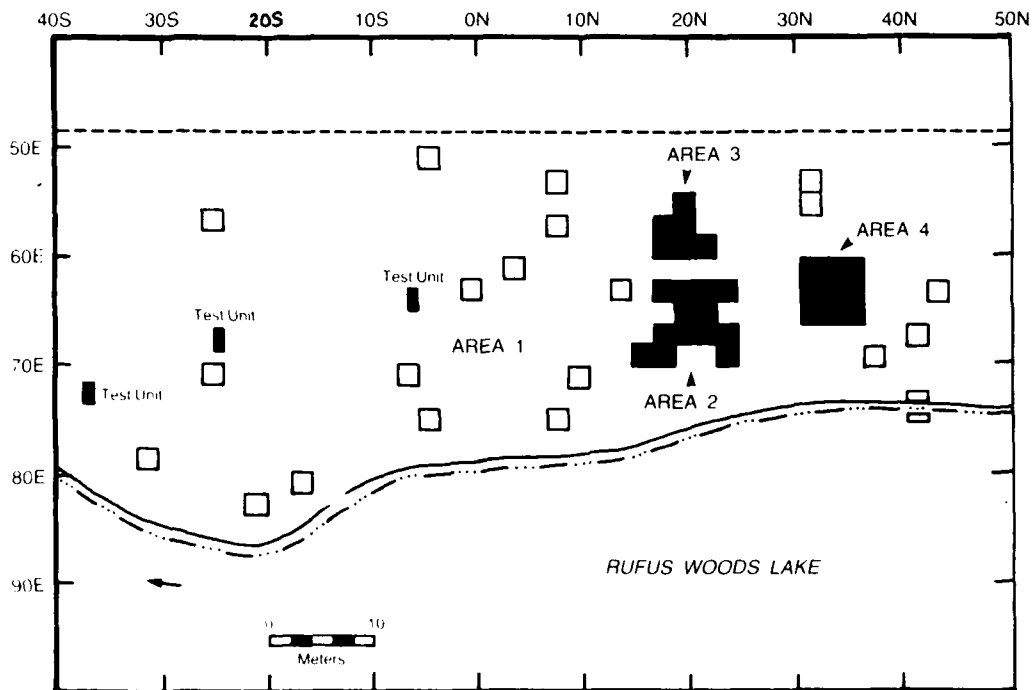 40S 30S 20S 10S 0N 10N 20N 30N 40N 50N
50E
AREA 3
AREA 4
60E
Test Unit
Test Unit
AREA 1
70E
Test Unit
AREA 2
80E
RUFUS WOODS LAKE
90E
0 10
Meters